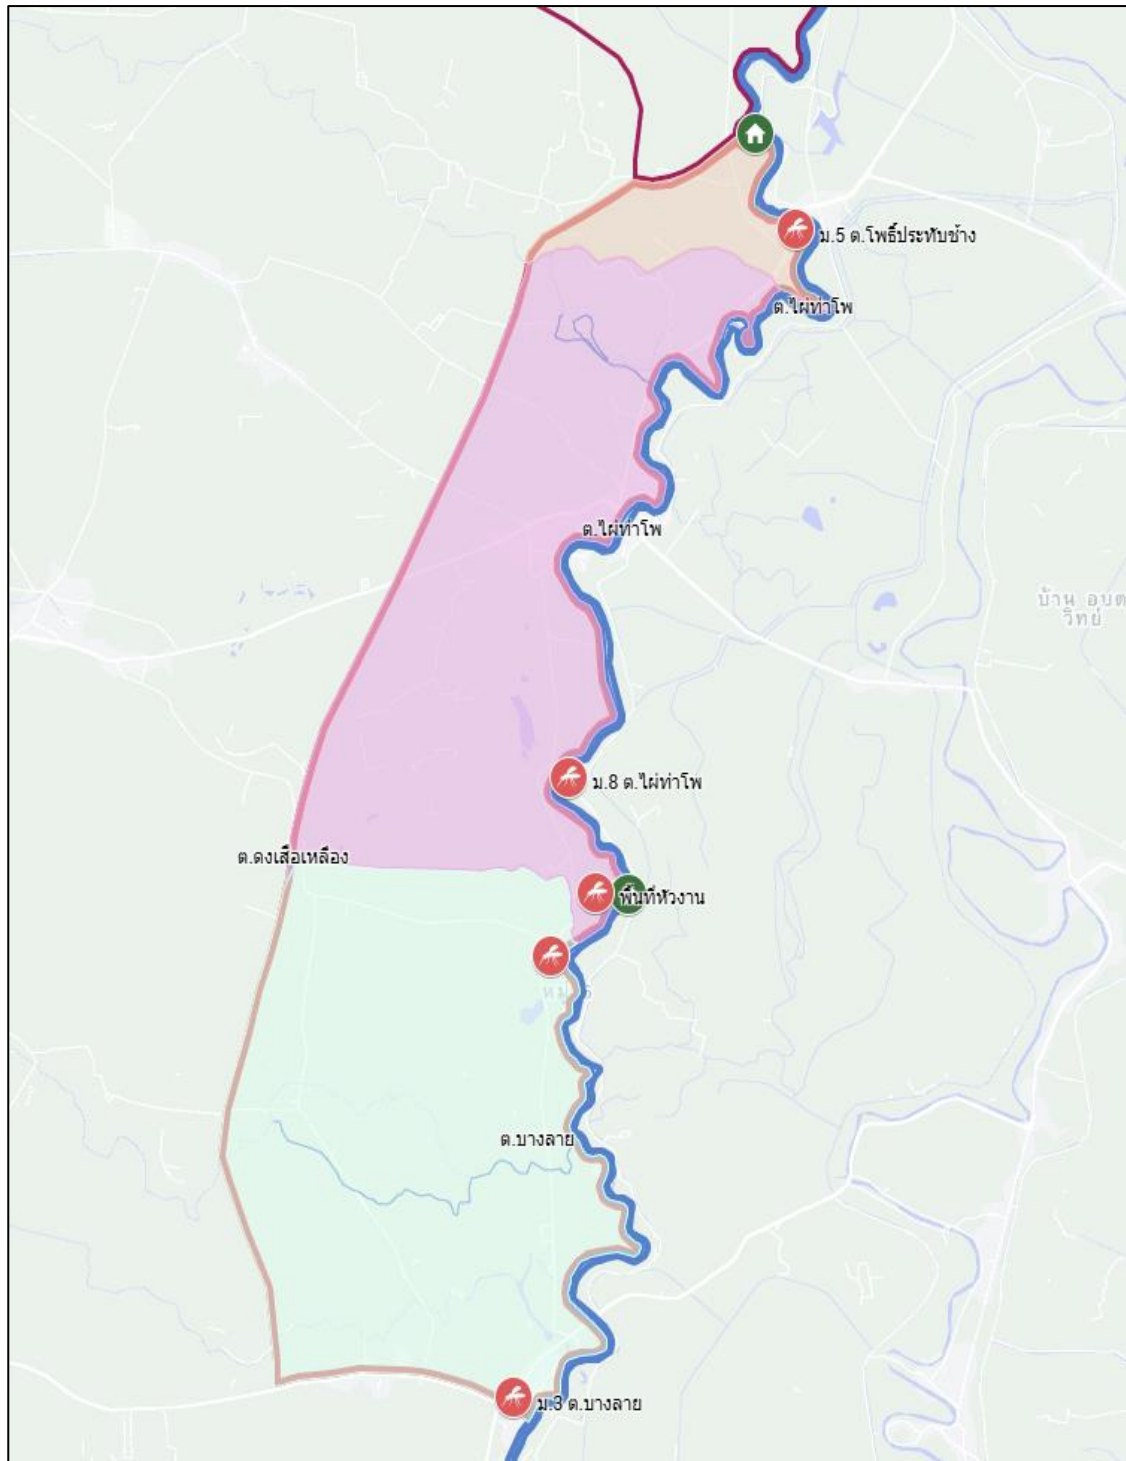 ม.5 ต.โพธิ์ประทับช้าง
ต.ไผ่ท่าโพ
ต.ไผ่ท่าโพ
บ้าน อบต
วิทย์
ม.8 ต.ไผ่ท่าโพ
ต.ดงเสือเหลือง
พื้นที่หัวงาน
ต.บางลาย
ม.3 ต.บางลาย